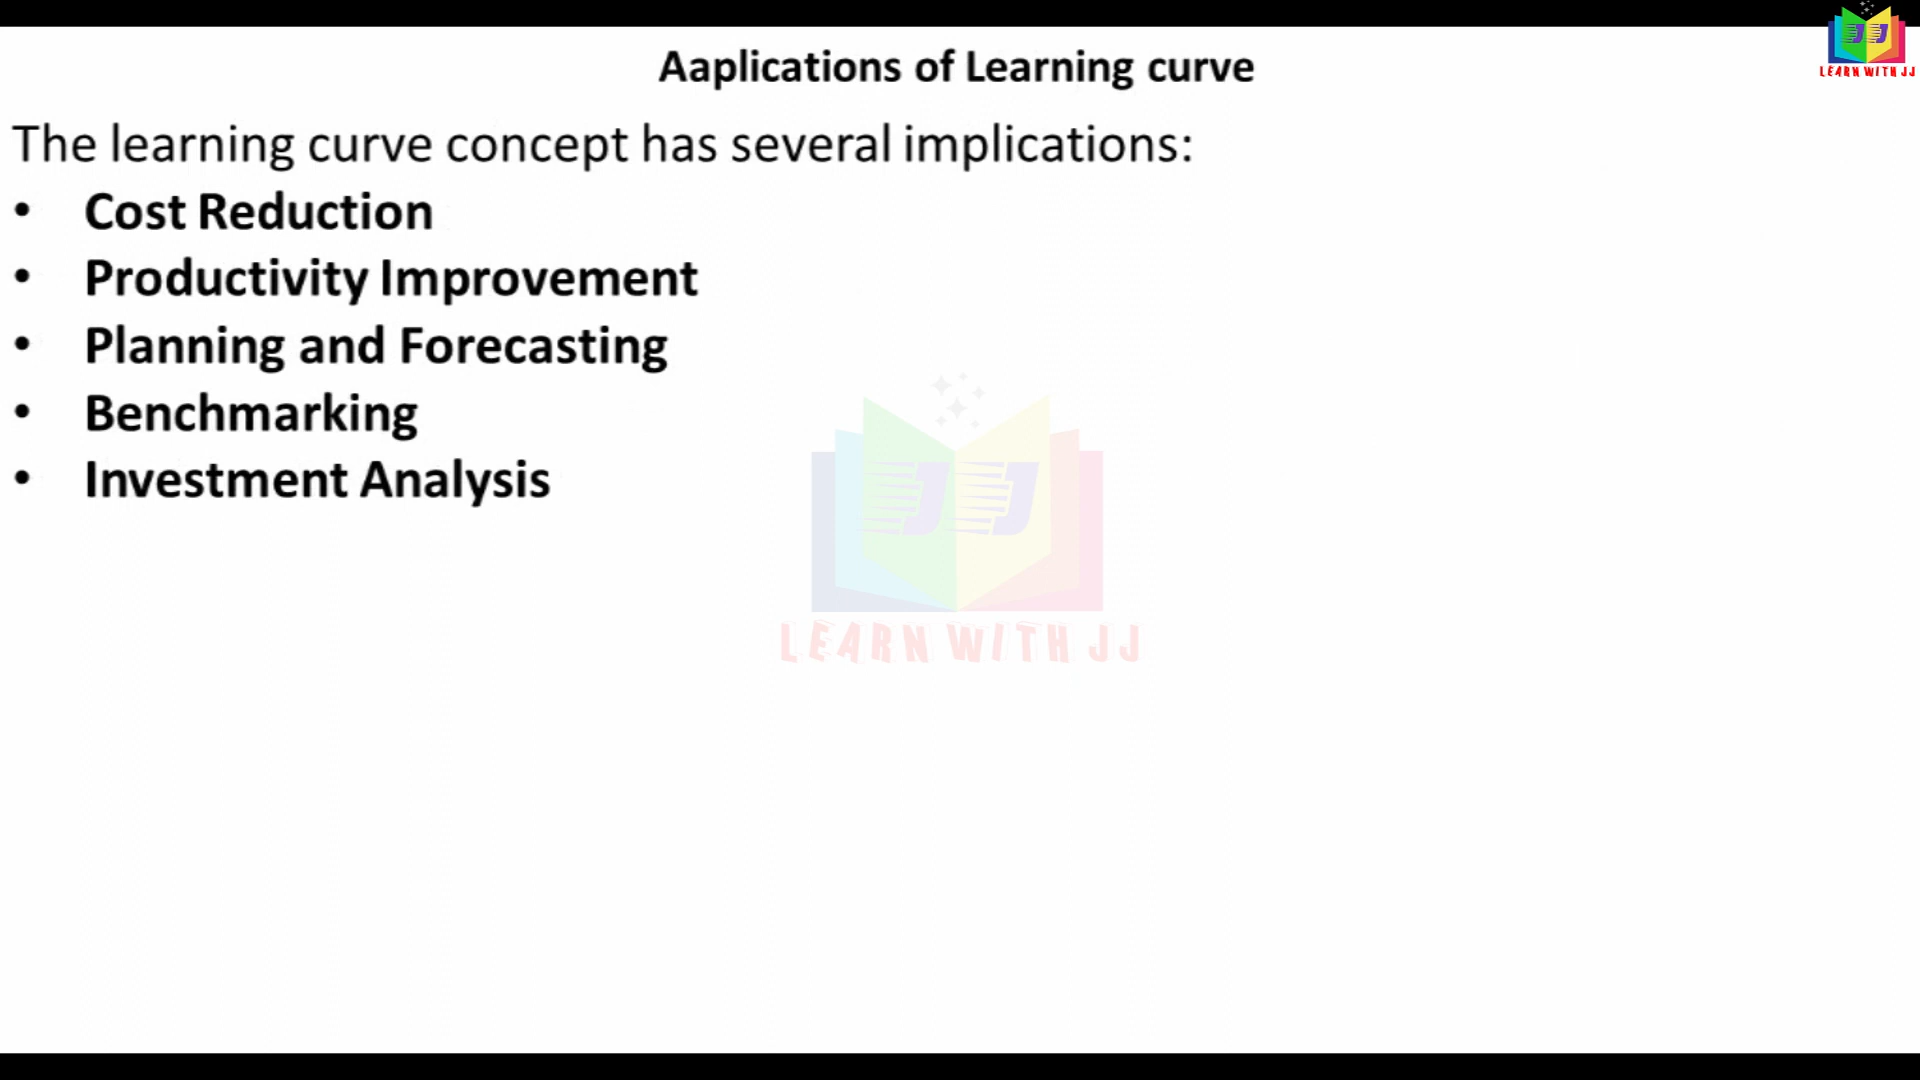 Aaplications of Learning curve
LEARN WITH JJ
The learning curve concept has several implications:
• Cost Reduction
• Productivity Improvement
• Planning and Forecasting
• Benchmarking
• Investment Analysis
JJ
LEARN WITH JJ